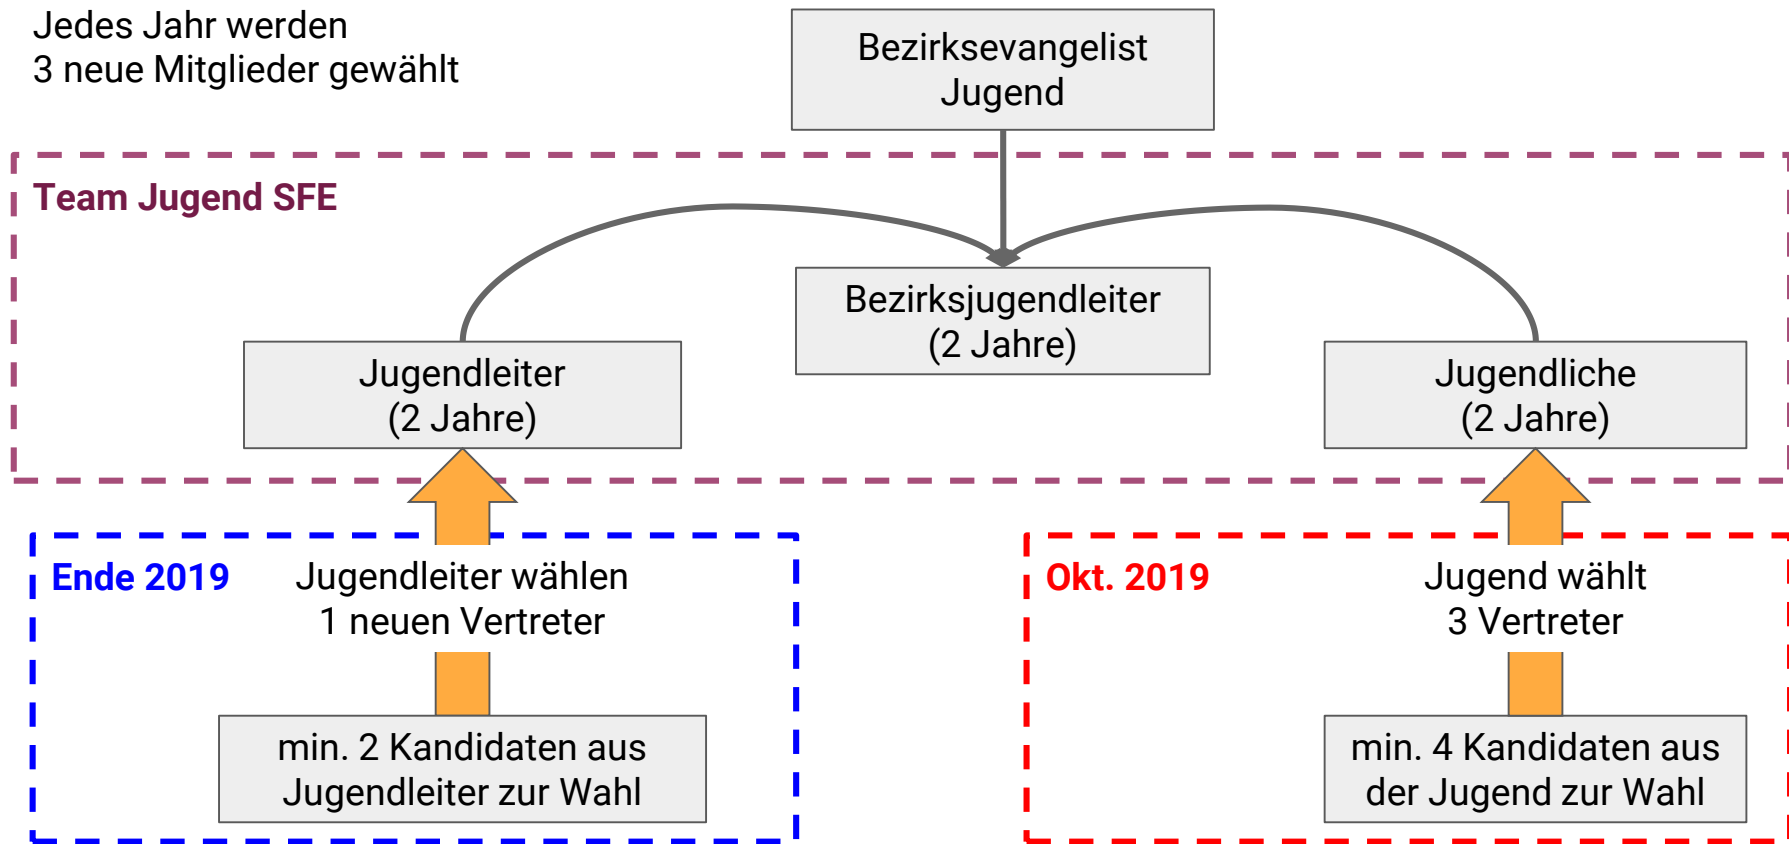 Jedes Jahr werden
3 neue Mitglieder gewählt
Bezirksevangelist
Jugend
Team Jugend SFE
Bezirksjugendleiter
(2 Jahre)
Jugendleiter
(2 Jahre)
Jugendliche
(2 Jahre)
Ende 2019
Jugendleiter wählen
1 neuen Vertreter
min. 2 Kandidaten aus
Jugendleiter zur Wahl
Okt. 2019
Jugend wählt
3 Vertreter
min. 4 Kandidaten aus
der Jugend zur Wahl